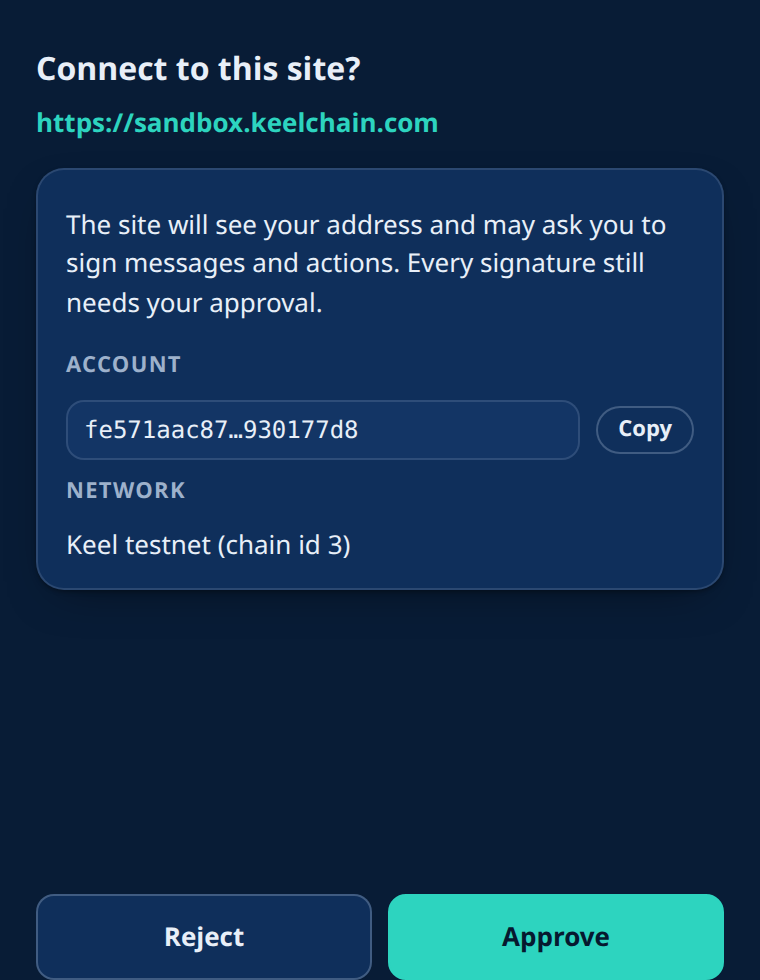 Connect to this site?
https://sandbox.keelchain.com
The site will see your address and may ask you to
sign messages and actions. Every signature still
needs your approval.
ACCOUNT
fe571aac87…930177d8
Copy
NETWORK
Keel testnet (chain id 3)
Reject
Approve